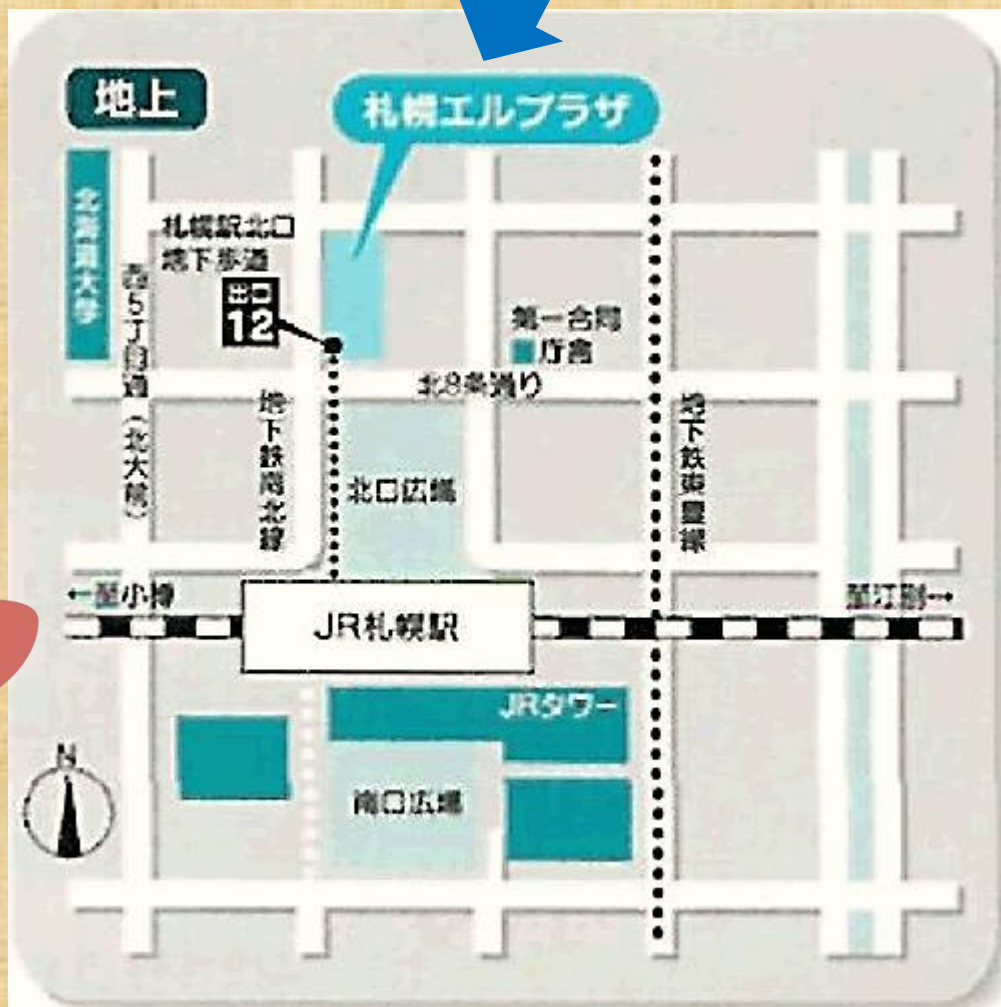 地上
札幌エルプラザ
北海道大学
札幌駅北口
地下歩道
出口
12
西5丁目通(北大前)
第一合同
庁舎
北8条通り
地下鉄南北線
地下鉄東豊線
北口広場
←至小樽
至江別→
JR札幌駅
JRタワー
N
南口広場